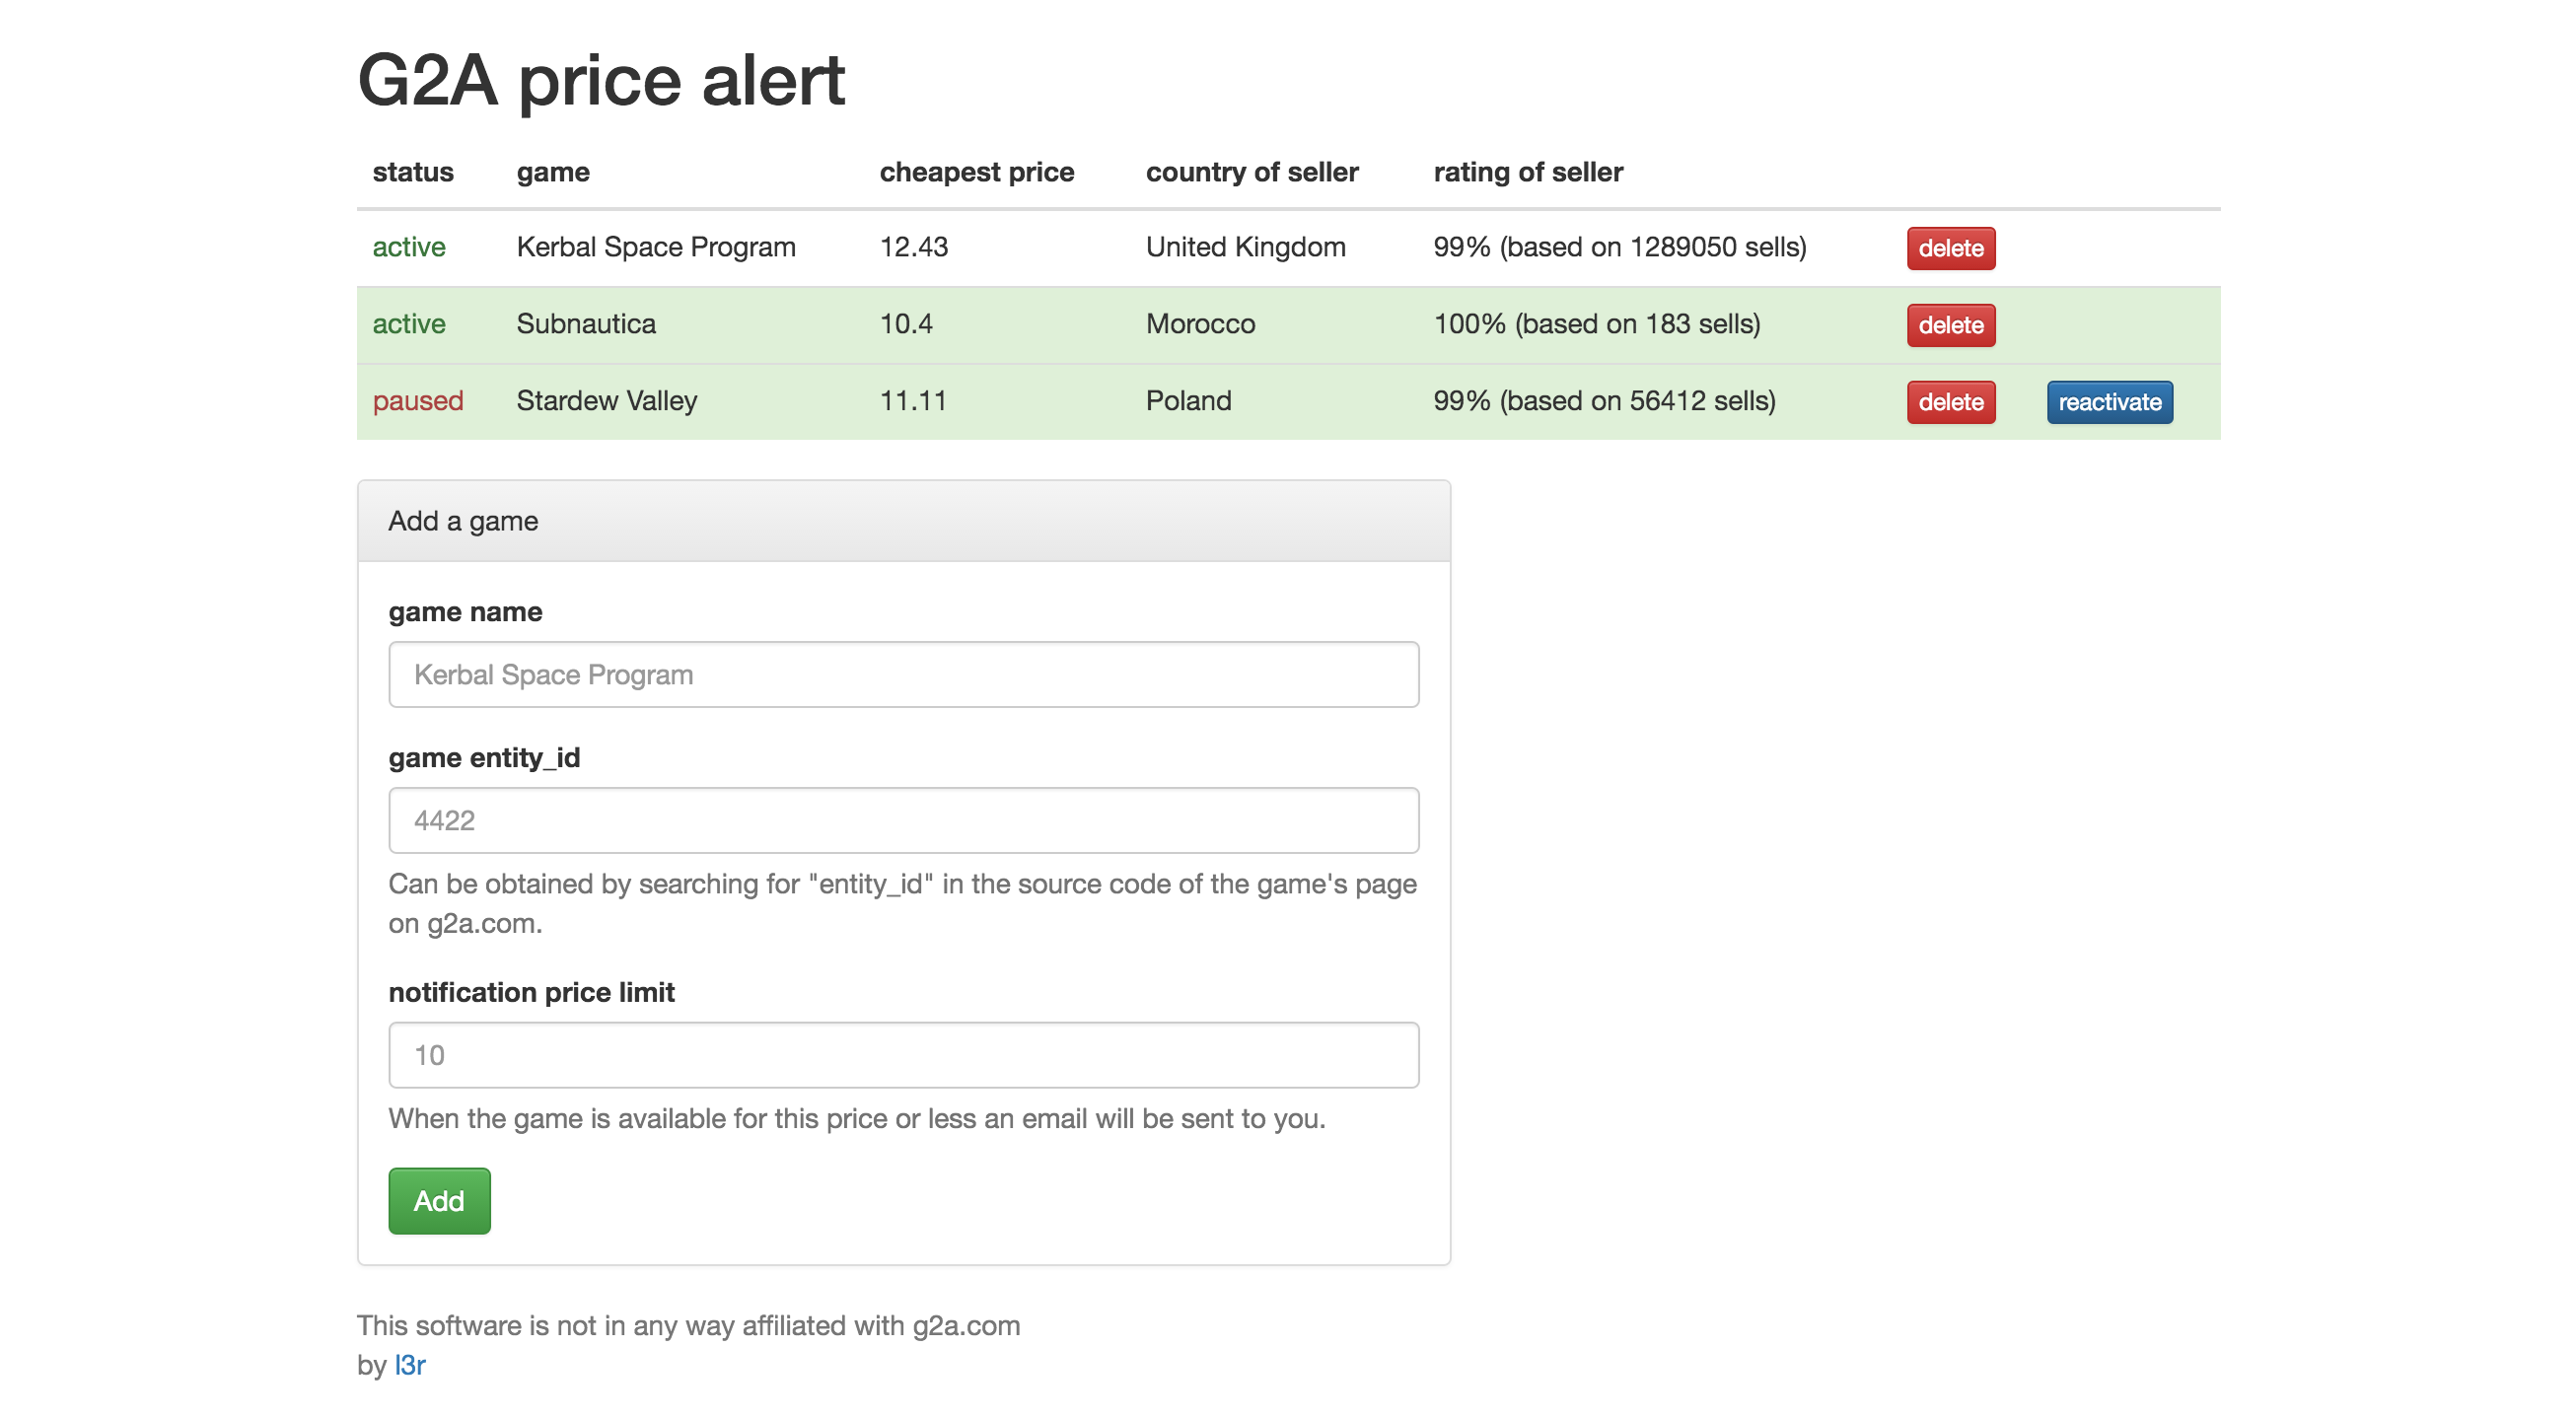 G2A price alert
status game cheapest price country of seller rating of seller
active Kerbal Space Program 12.43 United Kingdom 99% (based on 1289050 sells) delete
active Subnautica 10.4 Morocco 100% (based on 183 sells) delete
paused Stardew Valley 11.11 Poland 99% (based on 56412 sells) delete reactivate
Add a game
game name
Kerbal Space Program
game entity_id
4422
Can be obtained by searching for "entity_id" in the source code of the game's page
on g2a.com.
notification price limit
10
When the game is available for this price or less an email will be sent to you.
Add
This software is not in any way affiliated with g2a.com
by l3r